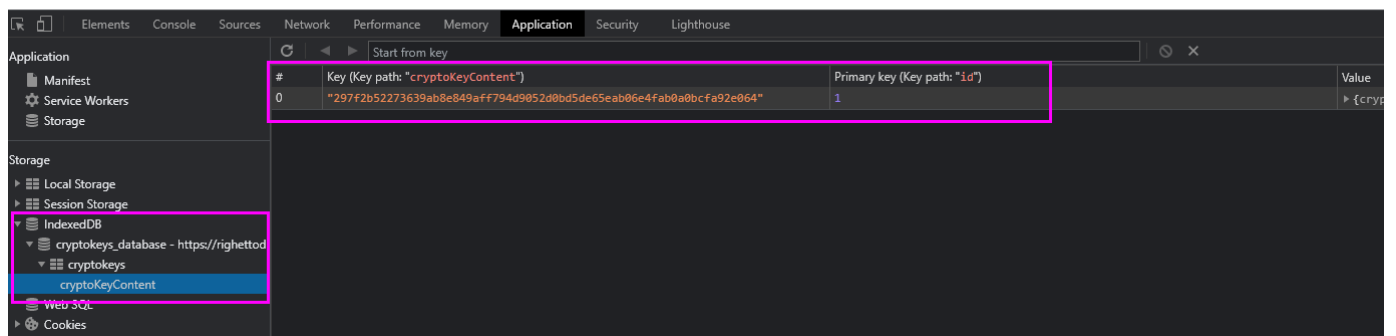 Elements Console Sources Network Performance Memory Application Security Lighthouse
Application
Manifest
Service Workers
Storage
Storage
Local Storage
Session Storage
IndexedDB
cryptokeys_database - https://righettod
cryptokeys
cryptoKeyContent
Web SQL
Cookies
Start from key
# Key (Key path: "cryptoKeyContent") Primary key (Key path: "id") Value
0 "297f2b52273639ab8e849aff794d9052d0bd5de65eab06e4fab0a0bcfa92e064" 1 {cryp